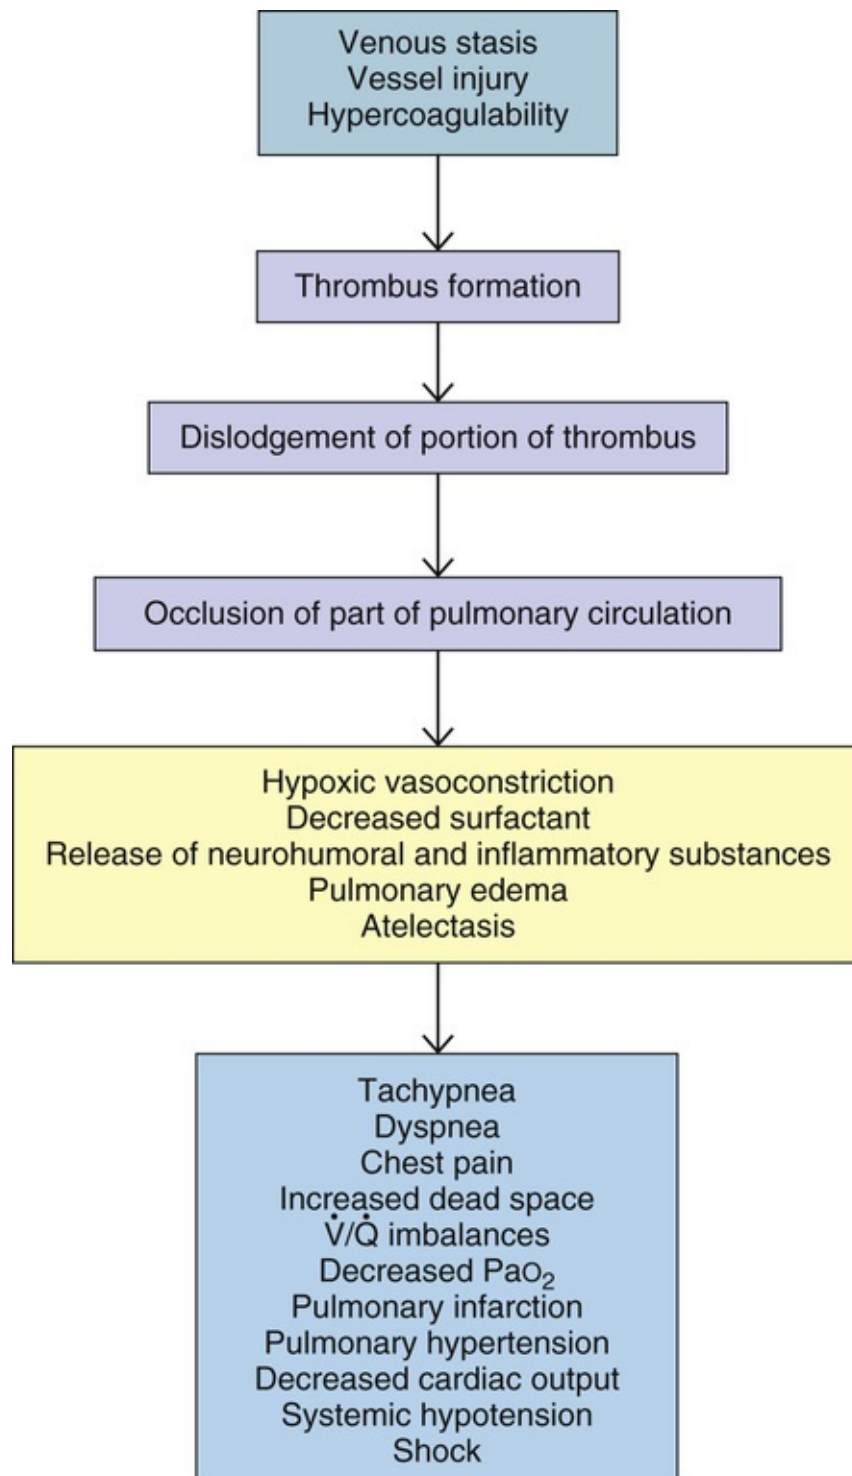 Venous stasis
Vessel injury
Hypercoagulability
Thrombus formation
Dislodgement of portion of thrombus
Occlusion of part of pulmonary circulation
Hypoxic vasoconstriction
Decreased surfactant
Release of neurohumoral and inflammatory substances
Pulmonary edema
Atelectasis
Tachypnea
Dyspnea
Chest pain
Increased dead space
V̇/Q̇ imbalances
Decreased PaO₂
Pulmonary infarction
Pulmonary hypertension
Decreased cardiac output
Systemic hypotension
Shock